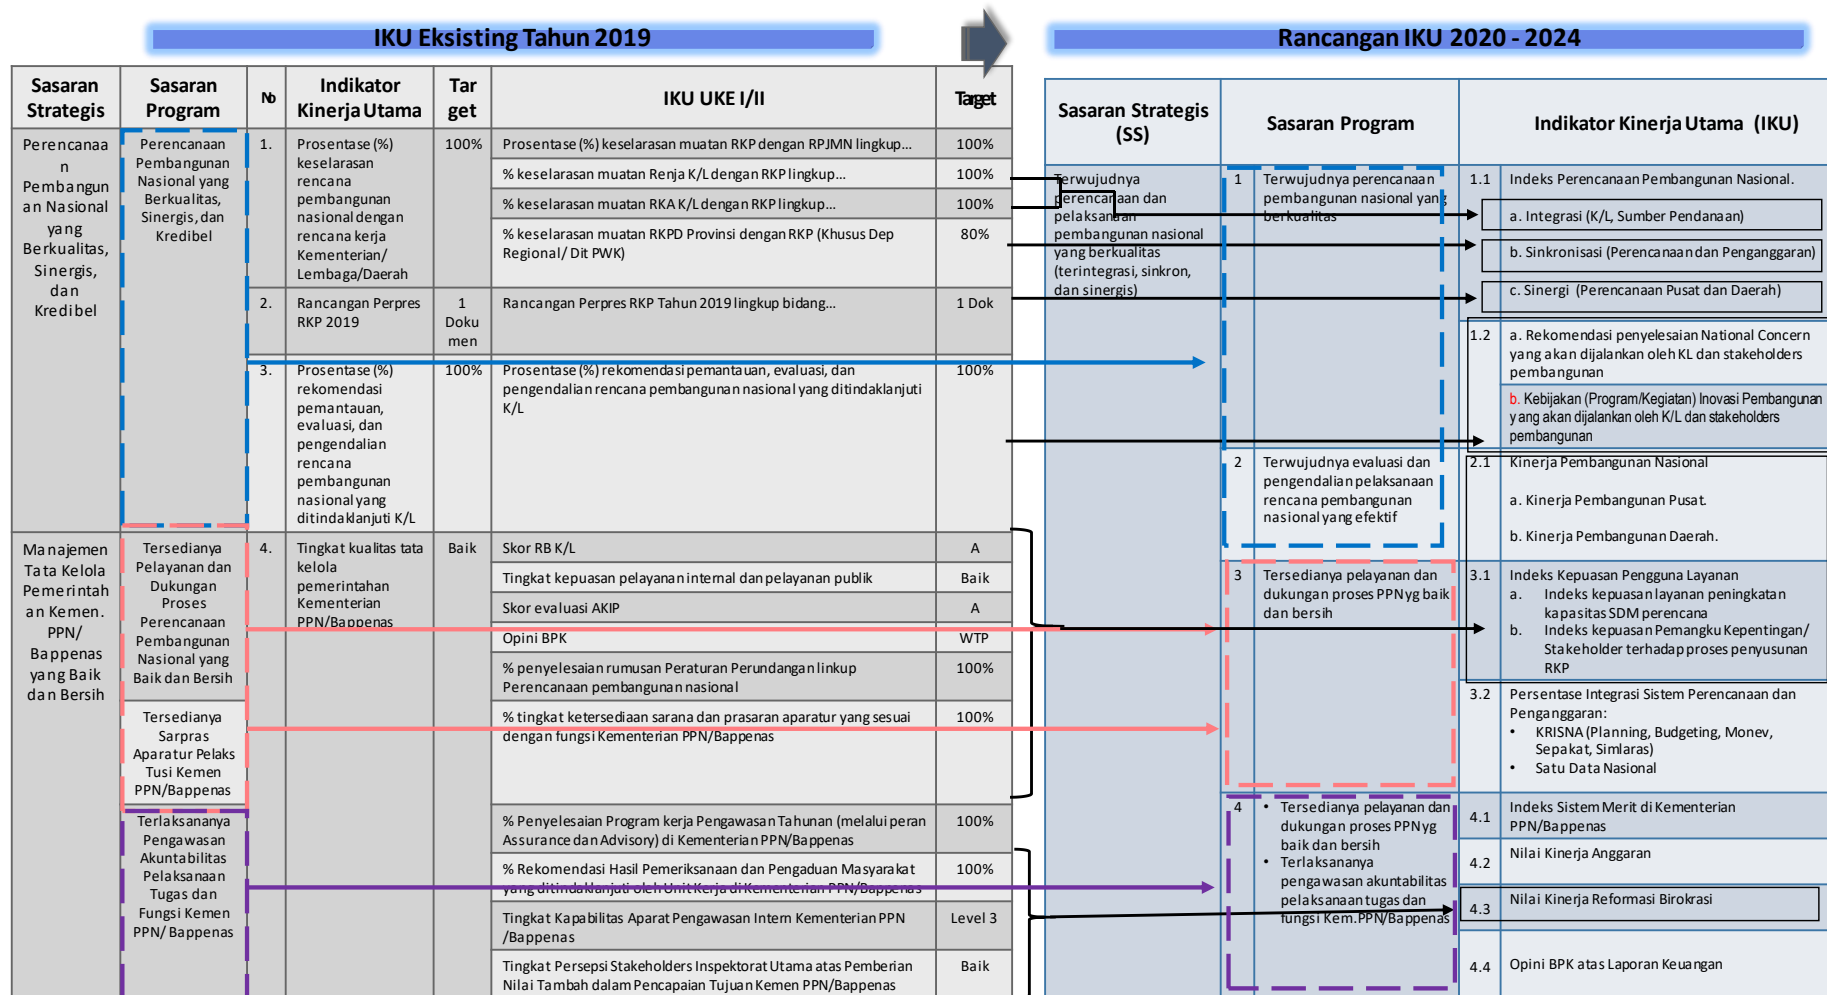 IKU Eksisting Tahun 2019
Sasaran
Strategis
Sasaran
Program
No
Indikator
Kinerja Utama
Tar
get
IKU UKE I/II
Target
Perencanaa
n
Pembangun
an Nasional
yang
Berkualitas,
Sinergis,
dan
Kredibel
Perencanaan
Pembangunan
Nasional yang
Berkualitas,
Sinergis, dan
Kredibel
1.
Prosentase (%)
keselarasan
rencana
pembangunan
nasional dengan
rencana kerja
Kementerian/
Lembaga/Daerah
100%
Prosentase (%) keselarasan muatan RKP dengan RPJMN lingkup...
100%
% keselarasan muatan Renja K/L dengan RKP lingkup...
100%
% keselarasan muatan RKA K/L dengan RKP lingkup...
100%
% keselarasan muatan RKPD Provinsi dengan RKP (Khusus Dep
Regional/ Dit PWK)
80%
2.
Rancangan Perpres
RKP 2019
1
Doku
men
Rancangan Perpres RKP Tahun 2019 lingkup bidang...
1 Dok
3.
Prosentase (%)
rekomendasi
pemantauan,
evaluasi, dan
pengendalian
rencana
pembangunan
nasional yang
ditindaklanjuti K/L
100%
Prosentase (%) rekomendasi pemantauan, evaluasi, dan
pengendalian rencana pembangunan nasional yang ditindaklanjuti
K/L
100%
Manajemen
Tata Kelola
Pemerintah
an Kemen.
PPN/
Bappenas
yang Baik
dan Bersih
Tersedianya
Pelayanan dan
Dukungan
Proses
Perencanaan
Pembangunan
Nasional yang
Baik dan Bersih
Tersedianya
Sarpras
Aparatur Pelaks
Tusi Kemen
PPN/Bappenas
Terlaksananya
Pengawasan
Akuntabilitas
Pelaksanaan
Tugas dan
Fungsi Kemen
PPN/ Bappenas
4.
Tingkat kualitas tata
kelola
pemerintahan
Kementerian
PPN/Bappenas
Baik
Skor RB K/L
A
Tingkat kepuasan pelayanan internal dan pelayanan publik
Baik
Skor evaluasi AKIP
A
Opini BPK
WTP
% penyelesaian rumusan Peraturan Perundangan linkup
Perencanaan pembangunan nasional
100%
% tingkat ketersediaan sarana dan prasaran aparatur yang sesuai
dengan fungsi Kementerian PPN/Bappenas
100%
% Penyelesaian Program kerja Pengawasan Tahunan (melalui peran
Assurance dan Advisory) di Kementerian PPN/Bappenas
100%
% Rekomendasi Hasil Pemeriksanaan dan Pengaduan Masyarakat
yang ditindaklanjuti oleh Unit Kerja di Kementerian PPN/Bappenas
100%
Tingkat Kapabilitas Aparat Pengawasan Intern Kementerian PPN
/Bappenas
Level 3
Tingkat Persepsi Stakeholders Inspektorat Utama atas Pemberian
Nilai Tambah dalam Pencapaian Tujuan Kemen PPN/Bappenas
Baik
Rancangan IKU 2020 - 2024
Sasaran Strategis
(SS)
Sasaran Program
Indikator Kinerja Utama (IKU)
Terwujudnya
perencanaan dan
pelaksanaan
pembangunan nasional
yang berkualitas
(terintegrasi, sinkron,
dan sinergis)
1
Terwujudnya perencanaan
pembangunan nasional yang
berkualitas
1.1
Indeks Perencanaan Pembangunan Nasional.
a. Integrasi (K/L, Sumber Pendanaan)
b. Sinkronisasi (Perencanaan dan Penganggaran)
c. Sinergi (Perencanaan Pusat dan Daerah)
1.2
a. Rekomendasi penyelesaian National Concern
yang akan dijalankan oleh KL dan stakeholders
pembangunan
b. Kebijakan (Program/Kegiatan) Inovasi Pembangunan
yang akan dijalankan oleh K/L dan stakeholders
pembangunan
2
Terwujudnya evaluasi dan
pengendalian pelaksanaan
rencana pembangunan
nasional yang efektif
2.1
Kinerja Pembangunan Nasional
a. Kinerja Pembangunan Pusat.
b. Kinerja Pembangunan Daerah.
3
Tersedianya pelayanan dan
dukungan proses PPN yg baik
dan bersih
3.1
Indeks Kepuasan Pengguna Layanan
a. Indeks kepuasan layanan peningkatan
kapasitas SDM perencana
b. Indeks kepuasan Pemangku Kepentingan/
Stakeholder terhadap proses penyusunan
RKP
3.2
Persentase Integrasi Sistem Perencanaan dan
Penganggaran:
• KRISNA (Planning, Budgeting, Monev,
Sepakat, Simlaras)
• Satu Data Nasional
4
• Tersedianya pelayanan dan
dukungan proses PPN yg
baik dan bersih
• Terlaksananya
pengawasan akuntabilitas
pelaksanaan tugas dan
fungsi Kem.PPN/Bappenas
4.1
Indeks Sistem Merit di Kementerian
PPN/Bappenas
4.2
Nilai Kinerja Anggaran
4.3
Nilai Kinerja Reformasi Birokrasi
4.4
Opini BPK atas Laporan Keuangan